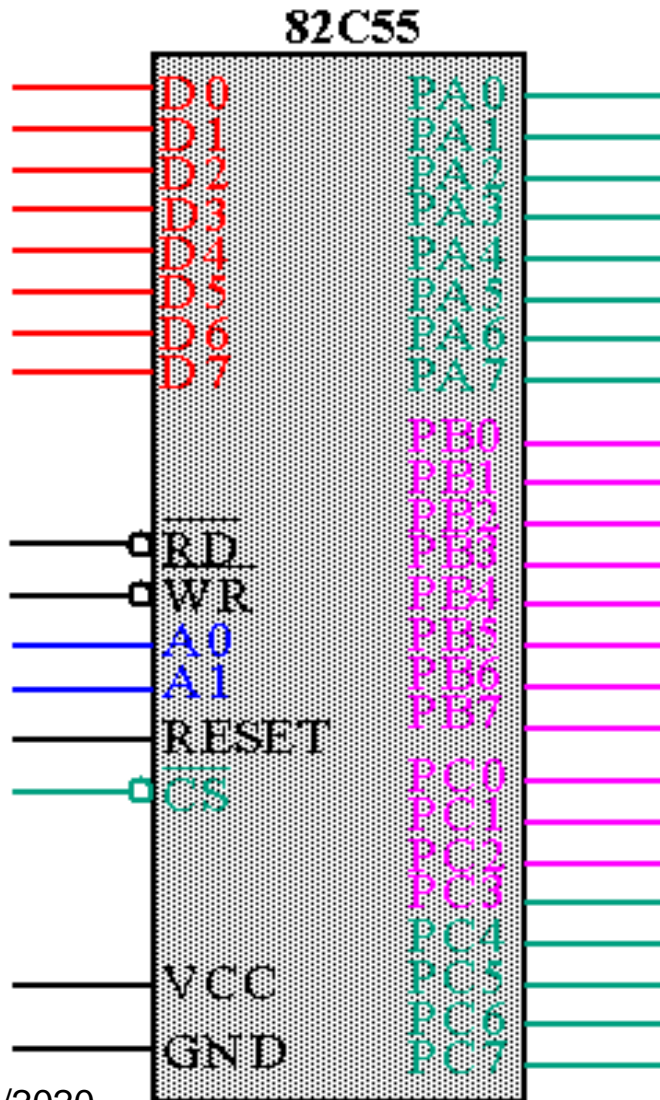 82C55
D0
D1
D2
D3
D4
D5
D6
D7
RD
WR
A0
A1
RESET
CS
VCC
GND
PA0
PA1
PA2
PA3
PA4
PA5
PA6
PA7
PB0
PB1
PB2
PB3
PB4
PB5
PB6
PB7
PC0
PC1
PC2
PC3
PC4
PC5
PC6
PC7